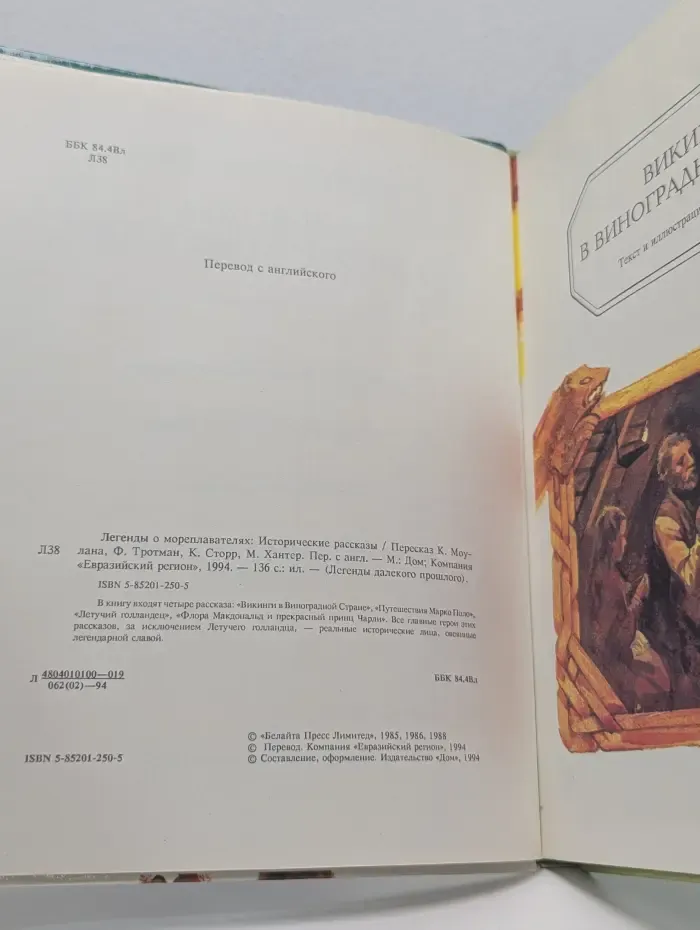 ББК 84.4Вл
Л38
Перевод с английского
Легенды о мореплавателях: Исторические рассказы / Пересказ К. Моу-
Л38 лана, Ф. Тротман, К. Сторр, М. Хантер. Пер. с англ. — М.: Дом; Компания
«Евразийский регион», 1994. — 136 с.: ил. — (Легенды далекого прошлого).
ISBN 5-85201-250-5
В книгу входят четыре рассказа: «Викинги в Виноградной Стране», «Путешествия Марко Поло»,
«Летучий голландец», «Флора Макдональд и прекрасный принц Чарли». Все главные герои этих
рассказов, за исключением Летучего голландца, — реальные исторические лица, овеянные
легендарной славой.
Л 4804010100—019
062(02)—94
ББК 84.4Вл
© «Белайта Пресс Лимитед», 1985, 1986, 1988
© Перевод. Компания «Евразийский регион», 1994
ISBN 5-85201-250-5
© Составление, оформление. Издательство «Дом», 1994
ВИКИ
В ВИНОГРАДН
Текст и иллюстраци